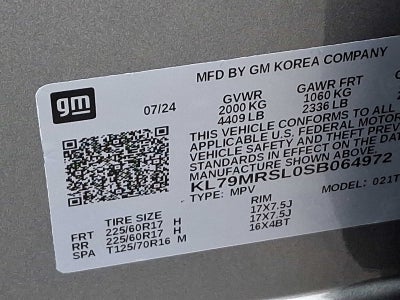 MFD BY GM KOREA COMPANY
gm
07/24 GVWR GAWR FRT
2000 KG 1060 KG
4409 LB 2336 LB
THIS VEHICLE CONFORMS TO ALL
APPLICABLE U.S. FEDERAL MOTOR
VEHICLE SAFETY AND THEFT PREV
STANDARDS IN EFFECT ON THE D
MANUFACTURE SHOWN ABOVE.
KL79MRSL0SB064972
TYPE: MPV MODEL: 021T
TIRE SIZE RIM
FRT 225/60R17 H 17X7.5J
RR 225/60R17 H 17X7.5J
SPA T125/70R16 M 16X4BT